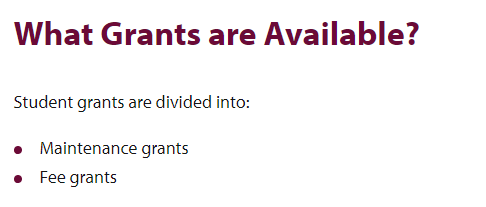 What Grants are Available?
Student grants are divided into:
Maintenance grants
Fee grants